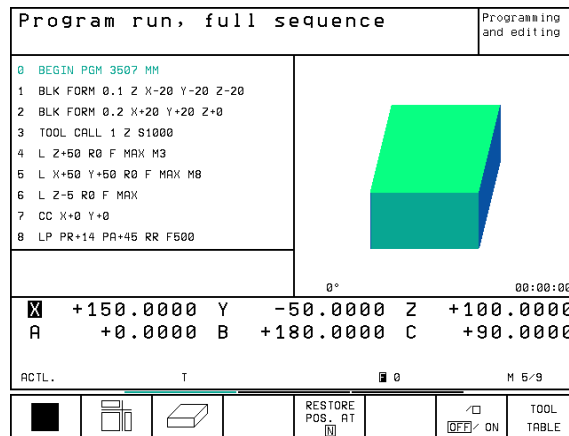 Program run, full sequence
Programming
and editing
0 BEGIN PGM 3507 MM
1 BLK FORM 0.1 Z X-20 Y-20 Z-20
2 BLK FORM 0.2 X+20 Y+20 Z+0
3 TOOL CALL 1 Z S1000
4 L Z+50 R0 F MAX M3
5 L X+50 Y+50 R0 F MAX M8
6 L Z-5 R0 F MAX
7 CC X+0 Y+0
8 LP PR+14 PA+45 RR F500
0° 00:00:00
X +150.0000 Y -50.0000 Z +100.0000
A +0.0000 B +180.0000 C +90.0000
ACTL. T F 0 M 5/9
RESTORE
POS. AT
N
OFF / ON
TOOL
TABLE